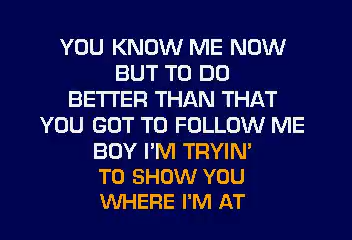 YOU KNOW ME NOW
BUT TO DO
BETTER THAN THAT
YOU GOT TO FOLLOW ME
BOY I'M TRYIN'
TO SHOW YOU
WHERE I'M AT